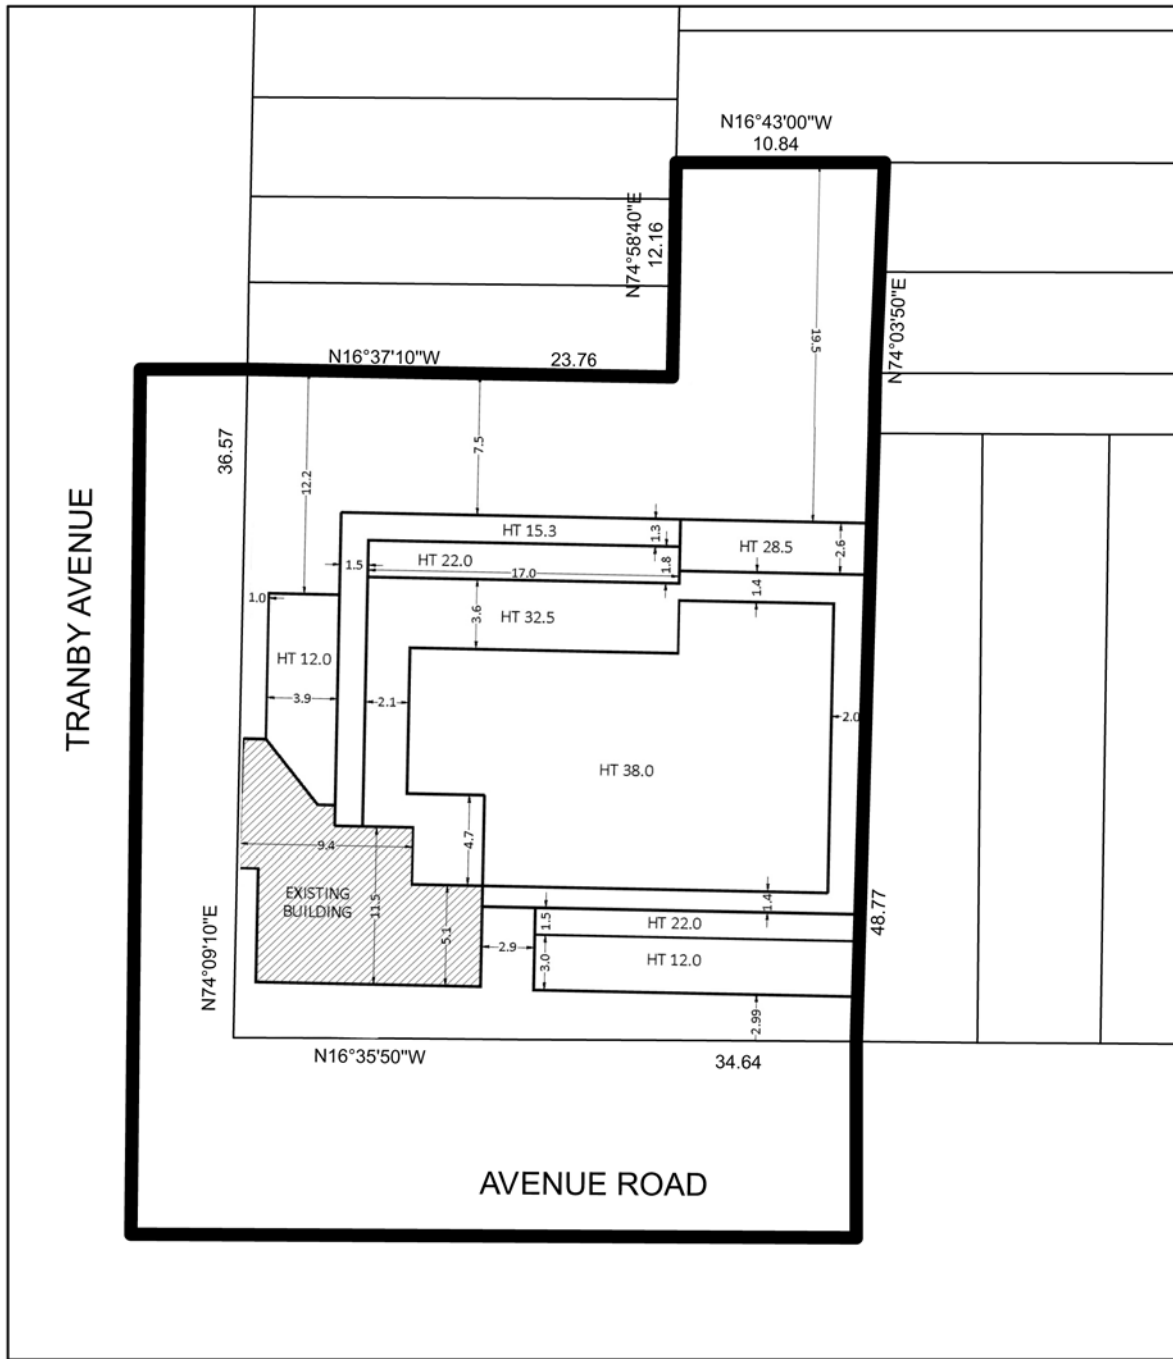 N16°43'00"W
10.84
N74°58'40"E
12.16
N74°03'50"E
19.5
N16°37'10"W
23.76
36.57
12.2
7.5
HT 15.3
1.3
HT 28.5
2.6
1.5
HT 22.0
1.8
17.0
1.4
1.0
3.6
HT 32.5
TRANBY AVENUE
HT 12.0
3.9
2.1
2.0
HT 38.0
4.7
9.4
EXISTING
BUILDING
11.5
5.1
1.4
48.77
1.5
HT 22.0
2.9
3.0
HT 12.0
N74°09'10"E
2.99
N16°35'50"W
34.64
AVENUE ROAD